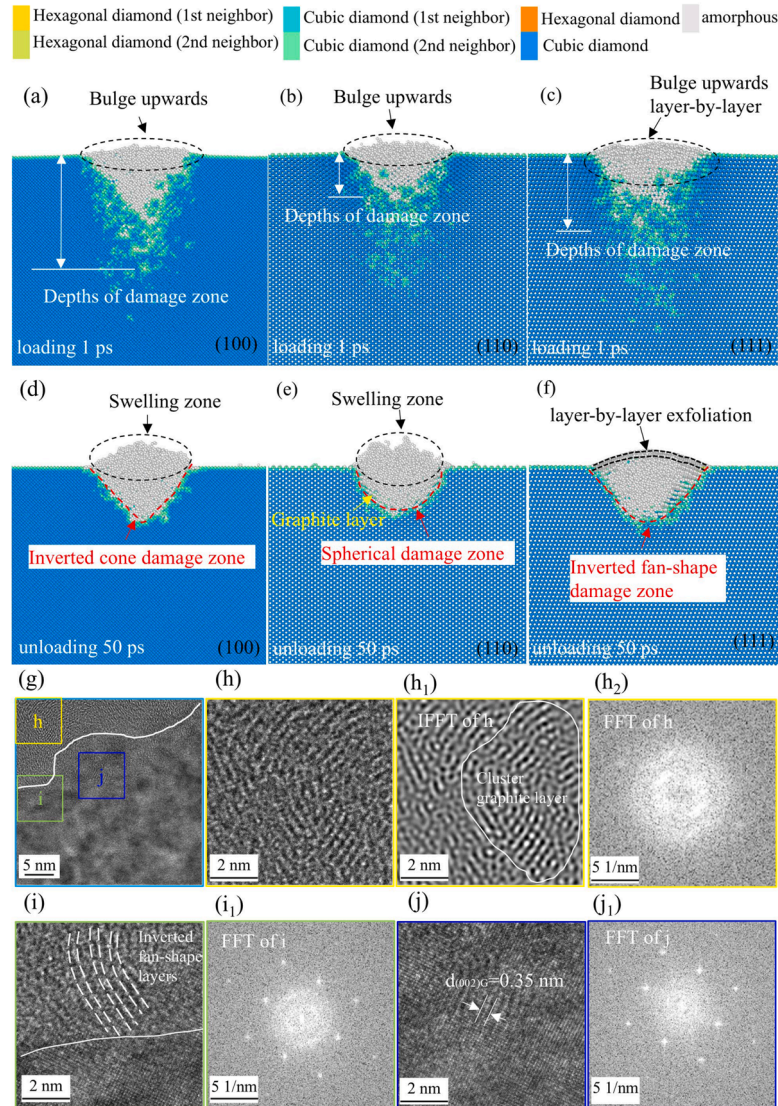 Hexagonal diamond (1st neighbor)
Cubic diamond (1st neighbor)
Hexagonal diamond
amorphous
Hexagonal diamond (2nd neighbor)
Cubic diamond (2nd neighbor)
Cubic diamond
(a)
Bulge upwards
Depths of damage zone
loading 1 ps
(100)
(b)
Bulge upwards
Depths of damage zone
loading 1 ps
(110)
(c)
Bulge upwards
layer-by-layer
Depths of damage zone
loading 1 ps
(111)
(d)
Swelling zone
Inverted cone damage zone
unloading 50 ps
(100)
(e)
Swelling zone
Graphite layer
Spherical damage zone
unloading 50 ps
(110)
(f)
layer-by-layer exfoliation
Inverted fan-shape
damage zone
unloading 50 ps
(111)
(g)
h
i
j
5 nm
(h)
2 nm
(h₁)
IFFT of h
Cluster
graphite layer
2 nm
(h₂)
FFT of h
5 1/nm
(i)
Inverted
fan-shape
layers
2 nm
(i₁)
FFT of i
5 1/nm
(j)
d(002)G=0.35 nm
2 nm
(j₁)
FFT of j
5 1/nm